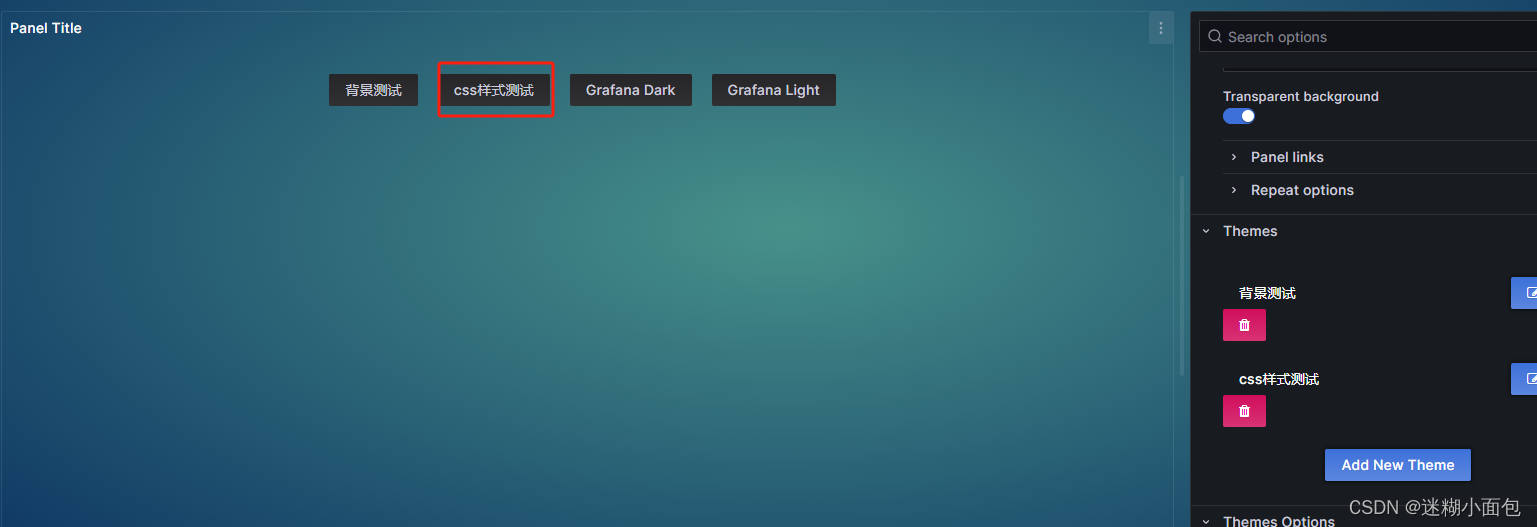 Panel Title
背景测试
css样式测试
Grafana Dark
Grafana Light
Search options
Transparent background
Panel links
Repeat options
Themes
背景测试
css样式测试
Add New Theme
Themes Options
CSDN @迷糊小面包